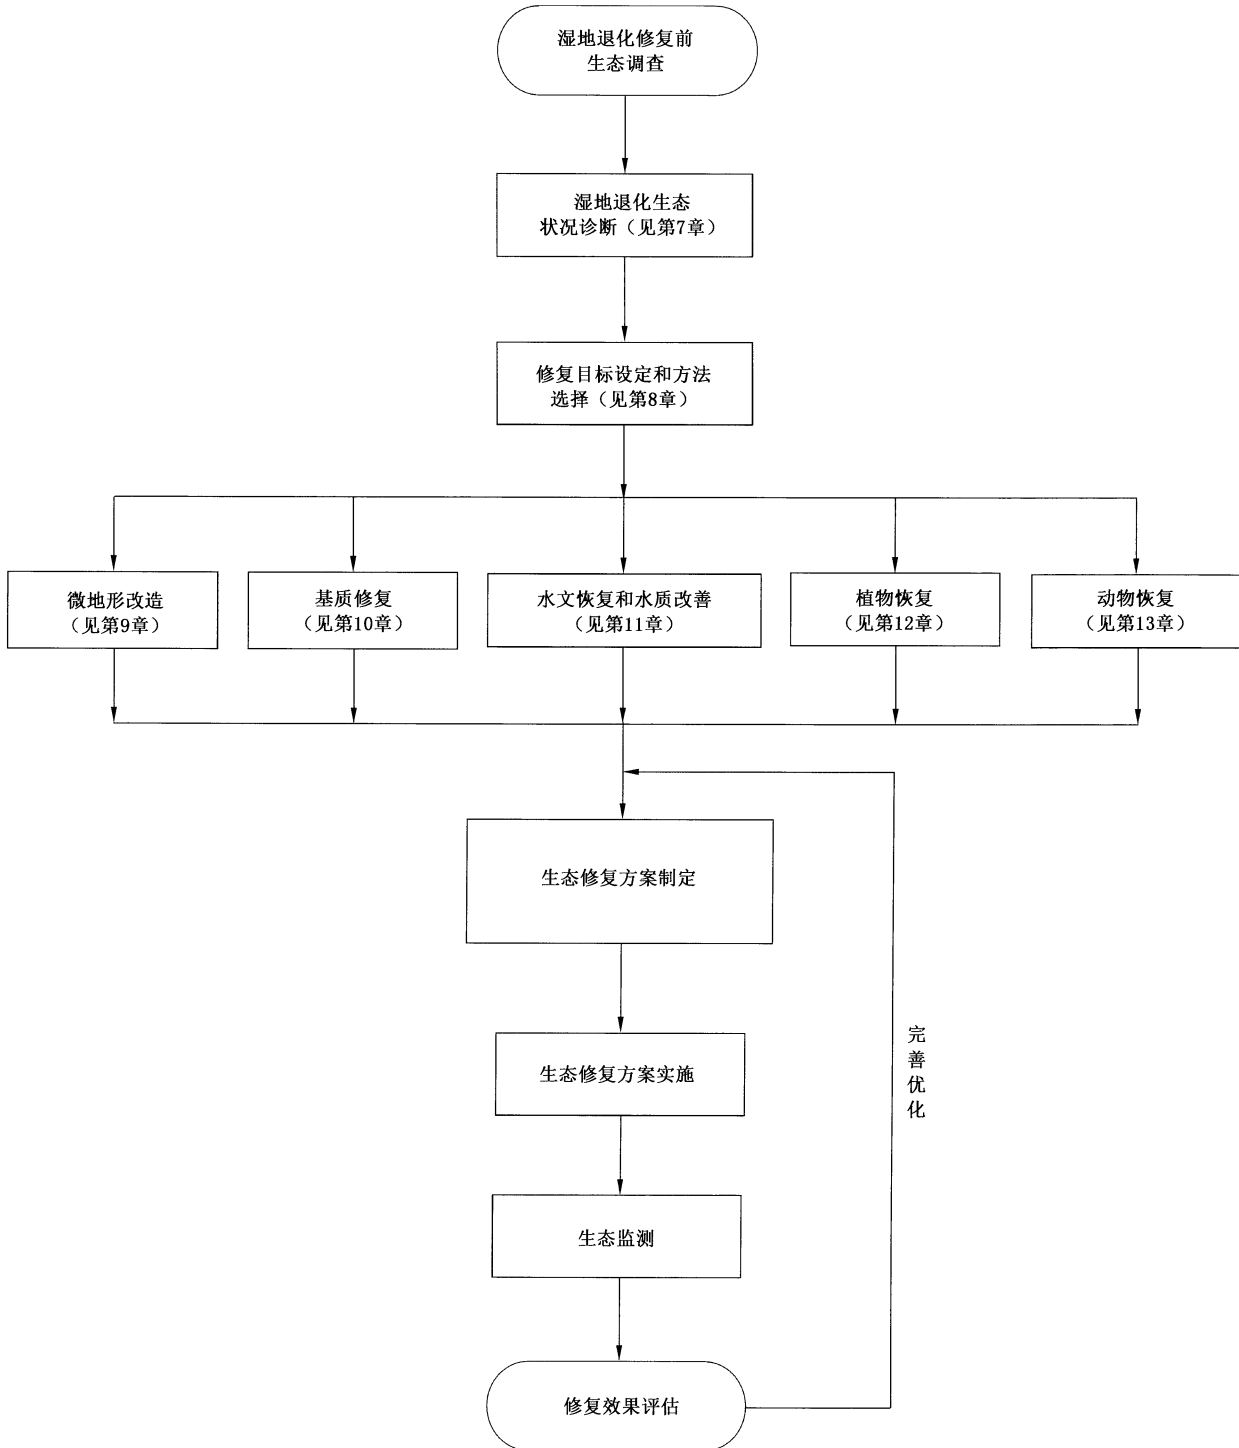 湿地退化修复前
生态调查
湿地退化生态
状况诊断（见第7章）
修复目标设定和方法
选择（见第8章）
微地形改造
（见第9章）
基质修复
（见第10章）
水文恢复和水质改善
（见第11章）
植物恢复
（见第12章）
动物恢复
（见第13章）
生态修复方案制定
生态修复方案实施
完
善
优
化
生态监测
修复效果评估